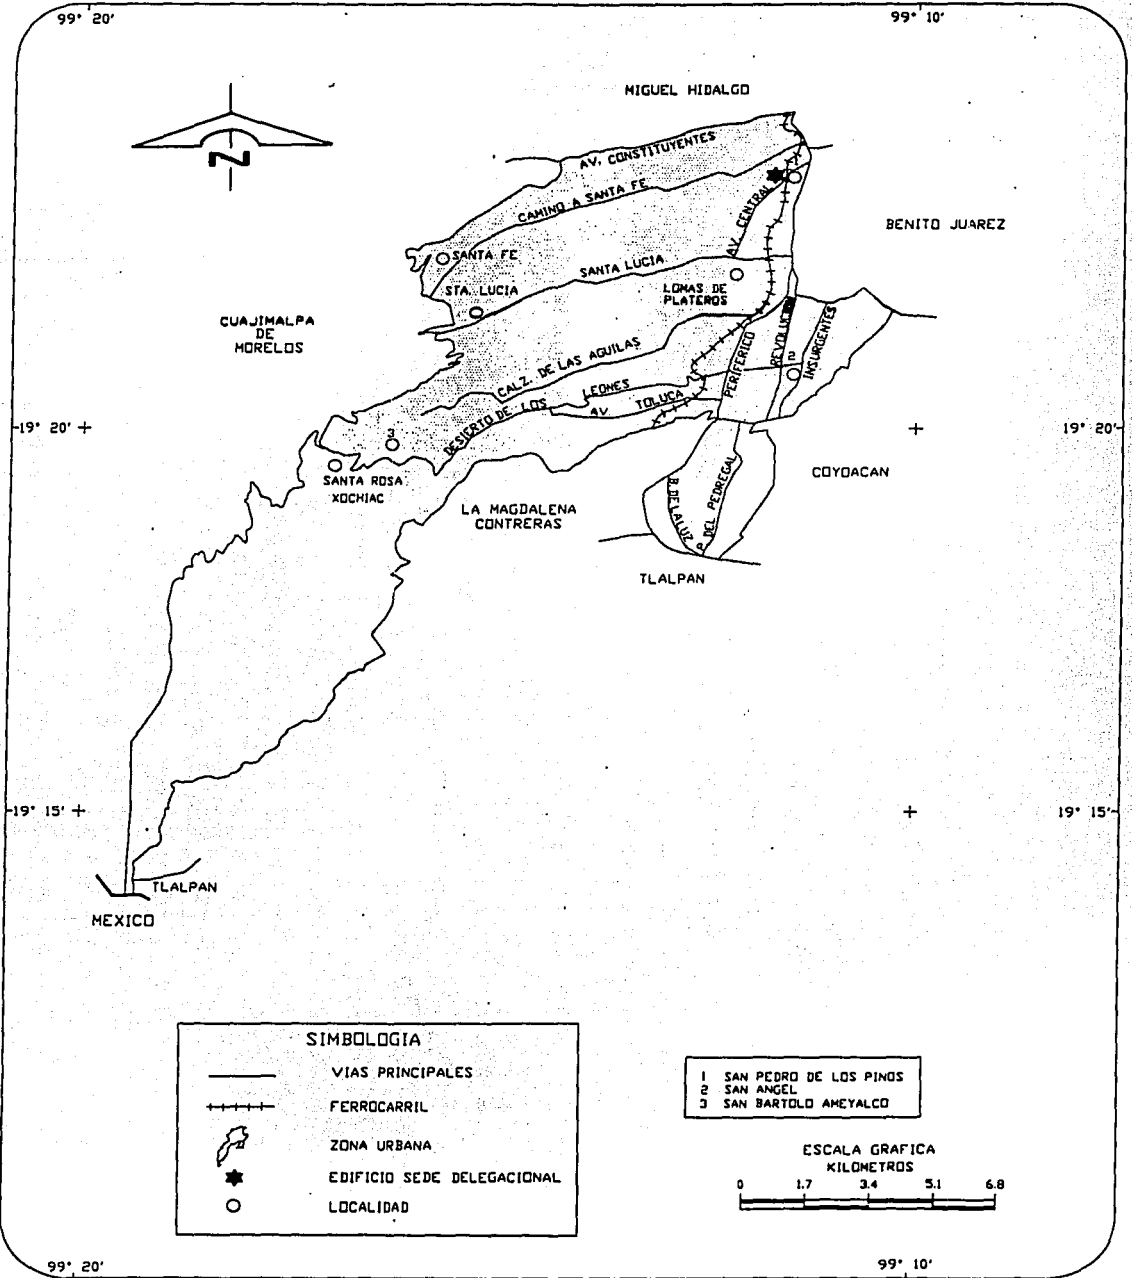 99° 20'
99° 10'
MIGUEL HIDALGO
N
AV. CONSTITUYENTES
CAMINO A SANTA FE
AV. CENTRAL
BENITO JUAREZ
SANTA FE
SANTA LUCIA
STA. LUCIA
LOMAS DE
PLATEROS
CUAJIMALPA
DE
MORELOS
REVOLUCION
INSURGENTES
PERIFERICO
CALZ. DE LAS AGUILAS
2
DESIERTO DE LOS LEONES
AV. TOLUCA
19° 20'
3
19° 20'
SANTA ROSA
XOCHIAC
COYOACAN
LA MAGDALENA
CONTRERAS
B. DE LA LUZ
P. DEL PEDREGAL
TLALPAN
19° 15'
19° 15'
TLALPAN
MEXICO
SIMBOLOGIA
VIAS PRINCIPALES
FERROCARRIL
ZONA URBANA
EDIFICIO SEDE DELEGACIONAL
LOCALIDAD
1 SAN PEDRO DE LOS PINOS
2 SAN ANGEL
3 SAN BARTOLO AMEYALCO
ESCALA GRAFICA
KILOMETROS
0 1.7 3.4 5.1 6.8
99° 20'
99° 10'